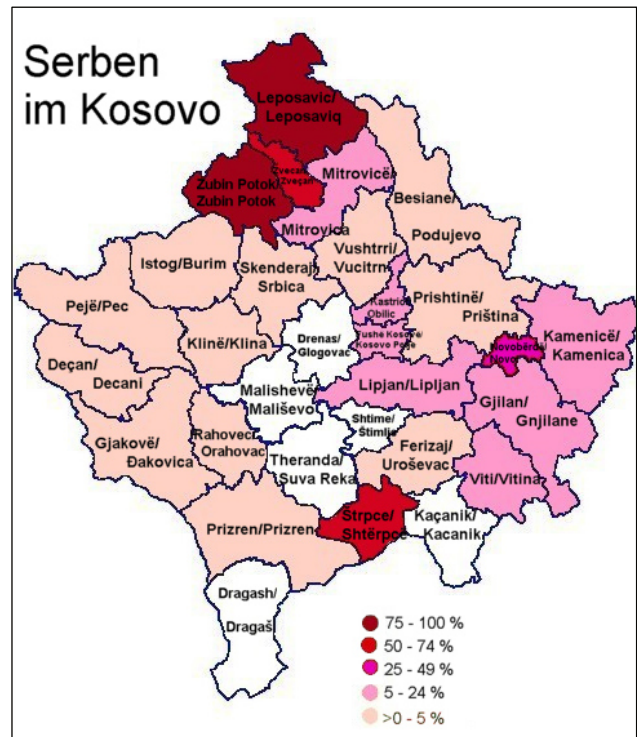 Serben
im Kosovo
Leposavic/
Leposaviq
Zvecan/
Zveçan
Zubin Potok/
Zubin Potok
Mitrovicë/
Mitrovica
Besiane/
Podujevo
Istog/Burim
Skenderaj/
Srbica
Vushtrri/
Vucitrn
Pejë/Pec
Kastriot/
Obilic
Prishtinë/
Priština
Kamenicë/
Kamenica
Klinë/Klina
Drenas/
Glogovac
Fushë Kosovë/
Kosovo Polje
Novobërdë/
Novo
Deçan/
Decani
Malishevë/
Mališevo
Lipjan/Lipljan
Gjilan/
Gnjilane
Shtime/
Štimlje
Gjakovë/
Đakovica
Rahovec/
Orahovac
Theranda/
Suva Reka
Ferizaj/
Uroševac
Viti/Vitina
Prizren/Prizren
Štrpce/
Shtërpcë
Kaçanik/
Kacanik
Dragash/
Dragaš
75 - 100 %
50 - 74 %
25 - 49 %
5 - 24 %
>0 - 5 %